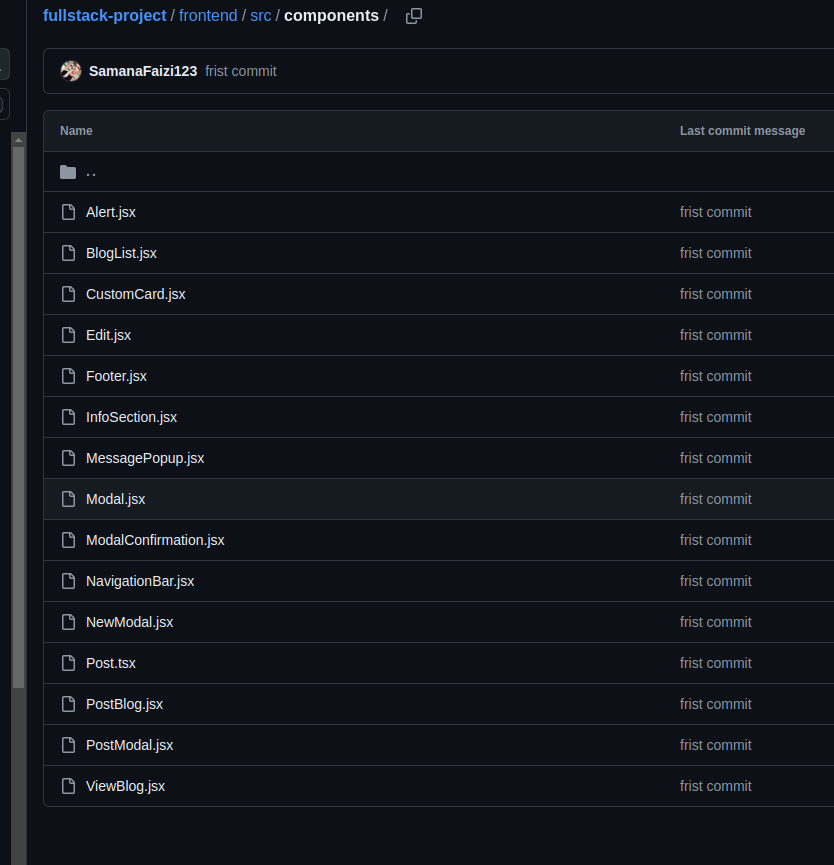 fullstack-project / frontend / src / components /
SamanaFaizi123 frist commit
Name Last commit message
..
Alert.jsx frist commit
BlogList.jsx frist commit
CustomCard.jsx frist commit
Edit.jsx frist commit
Footer.jsx frist commit
InfoSection.jsx frist commit
MessagePopup.jsx frist commit
Modal.jsx frist commit
ModalConfirmation.jsx frist commit
NavigationBar.jsx frist commit
NewModal.jsx frist commit
Post.tsx frist commit
PostBlog.jsx frist commit
PostModal.jsx frist commit
ViewBlog.jsx frist commit